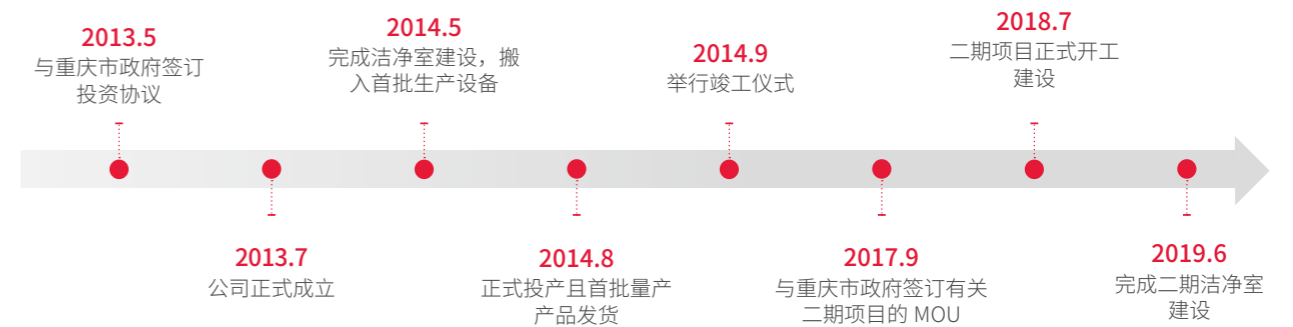 2013.5
与重庆市政府签订
投资协议
2013.7
公司正式成立
2014.5
完成洁净室建设，搬
入首批生产设备
2014.8
正式投产且首批量产
产品发货
2014.9
举行竣工仪式
2017.9
与重庆市政府签订有关
二期项目的 MOU
2018.7
二期项目正式开工
建设
2019.6
完成二期洁净室
建设